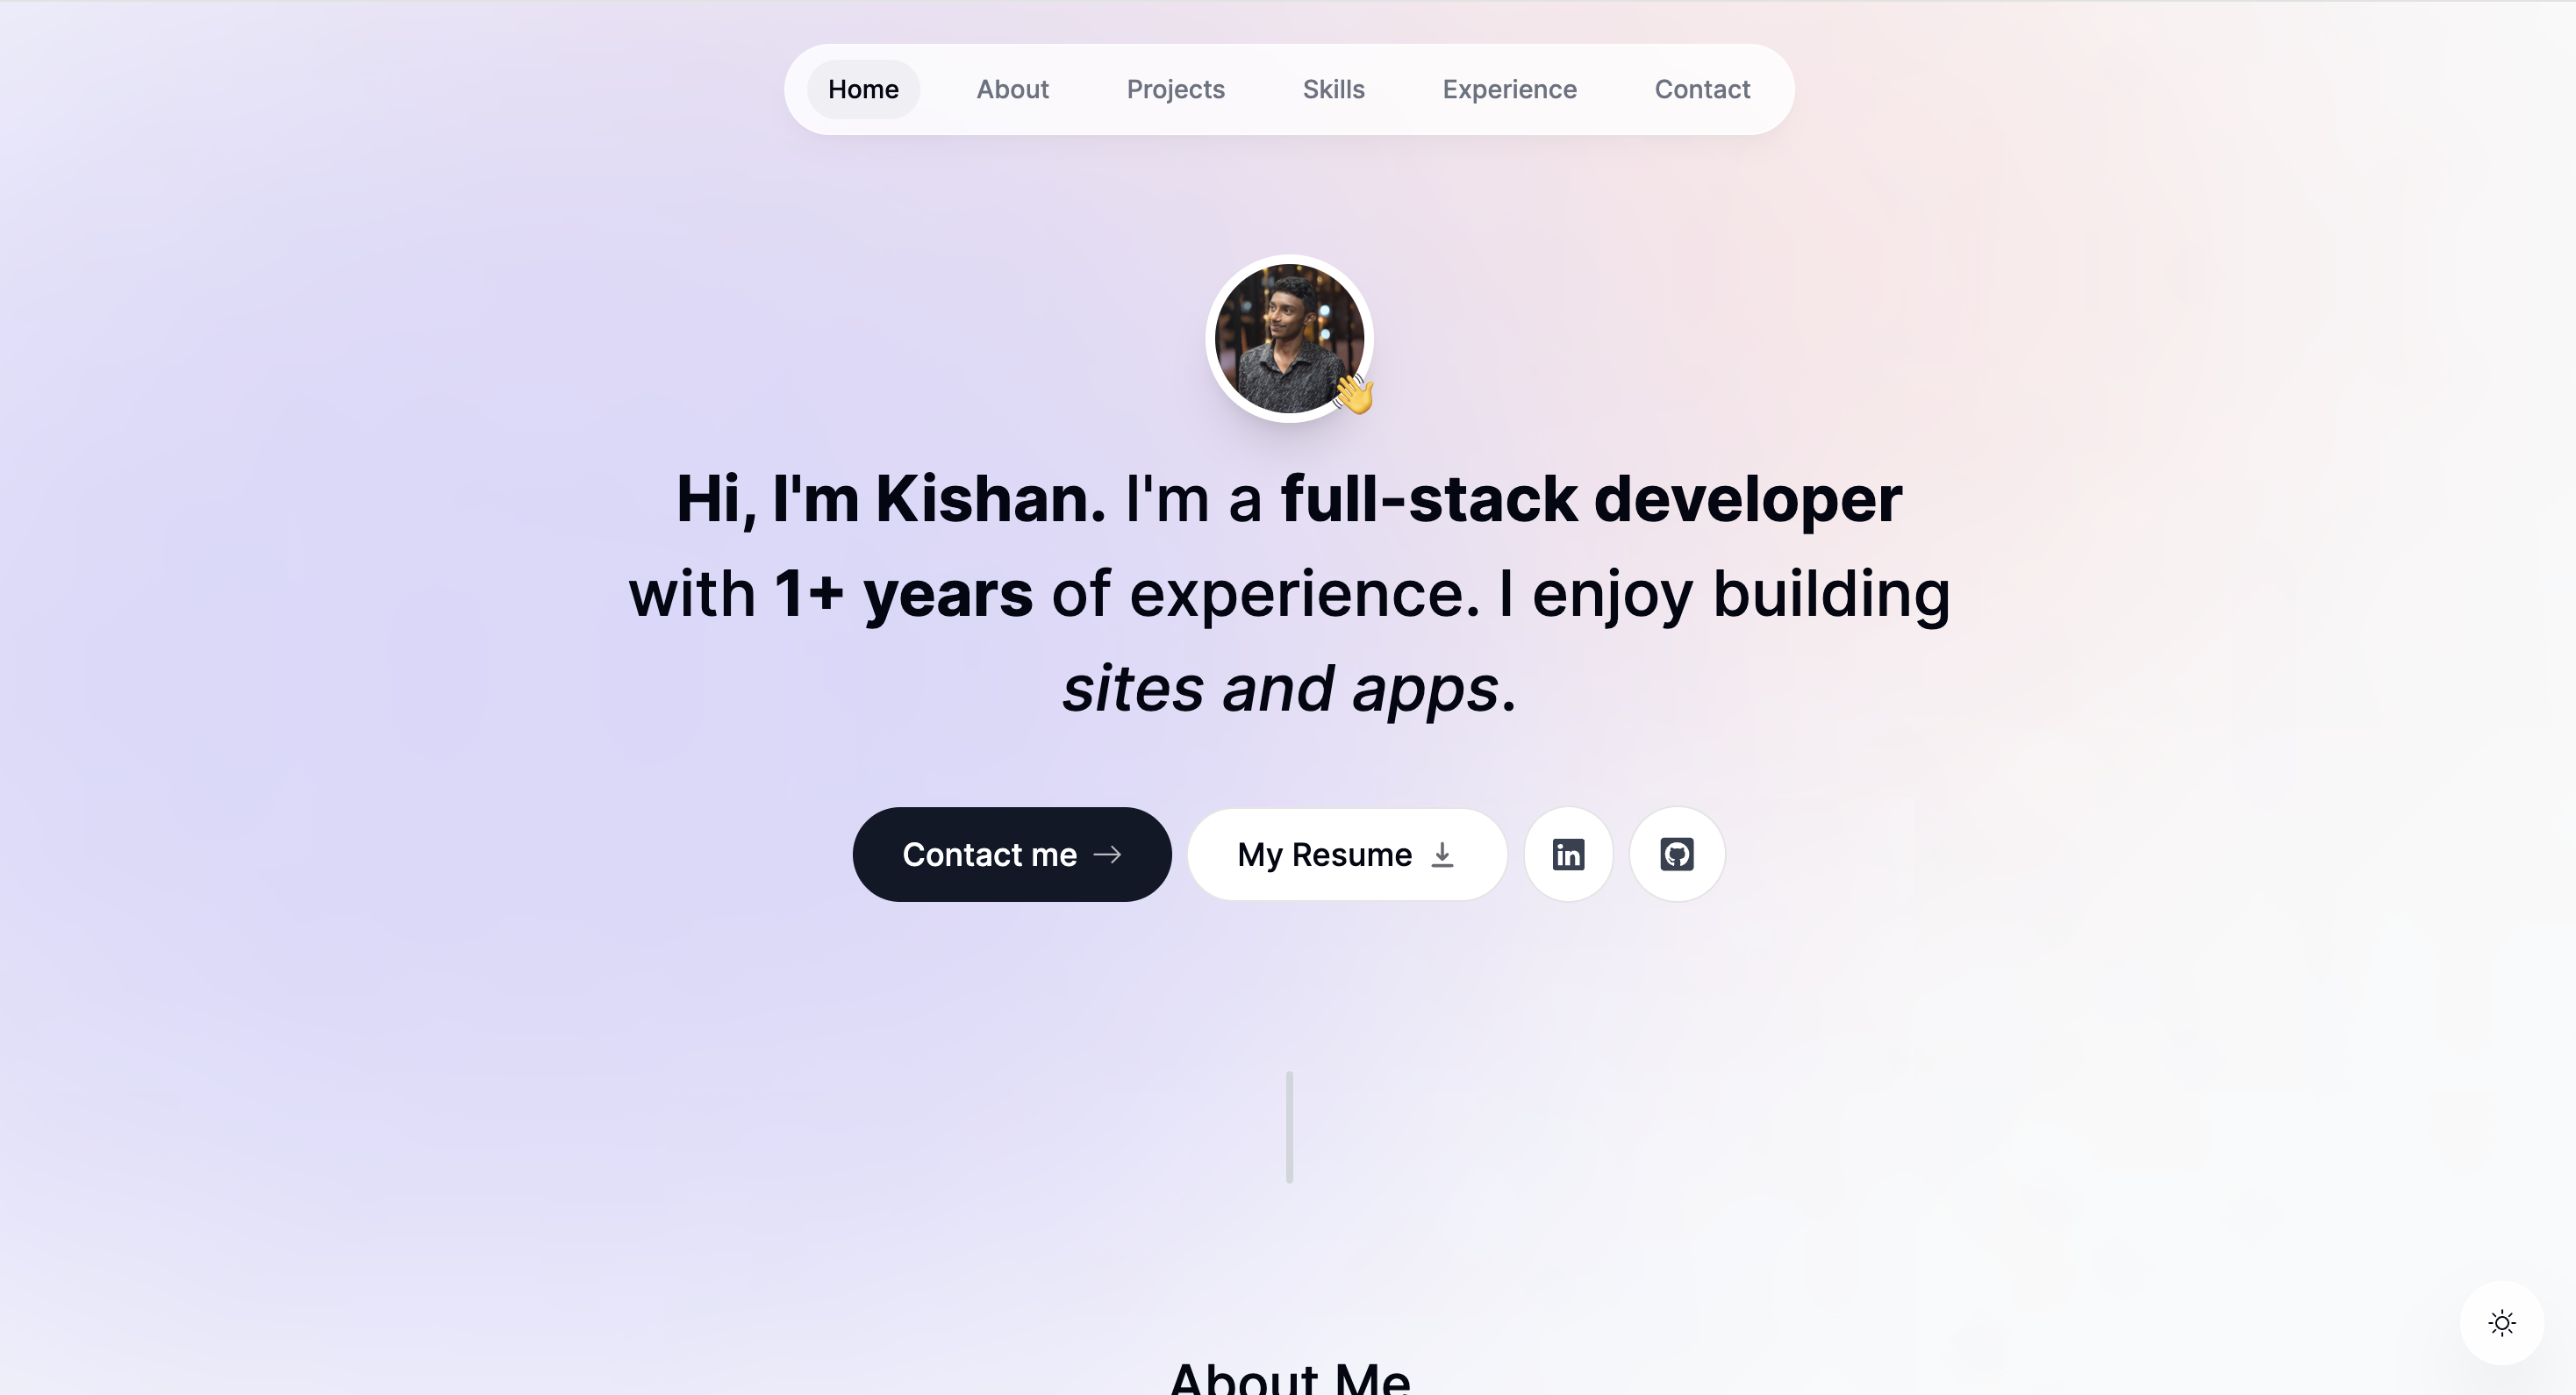 Home About Projects Skills Experience Contact
Hi, I'm Kishan. I'm a full-stack developer
with 1+ years of experience. I enjoy building
sites and apps.
Contact me My Resume in
About Me